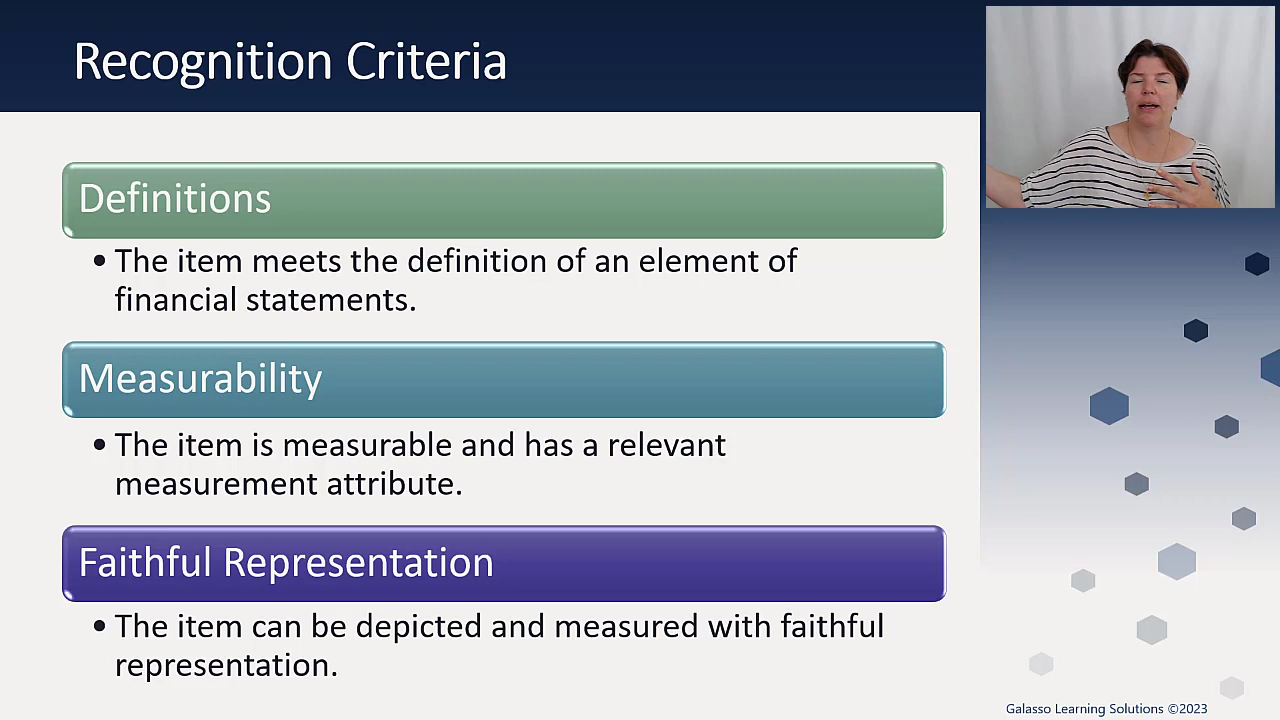 Recognition Criteria
Definitions
• The item meets the definition of an element of
financial statements.
Measurability
• The item is measurable and has a relevant
measurement attribute.
Faithful Representation
• The item can be depicted and measured with faithful
representation.
Galasso Learning Solutions ©2023